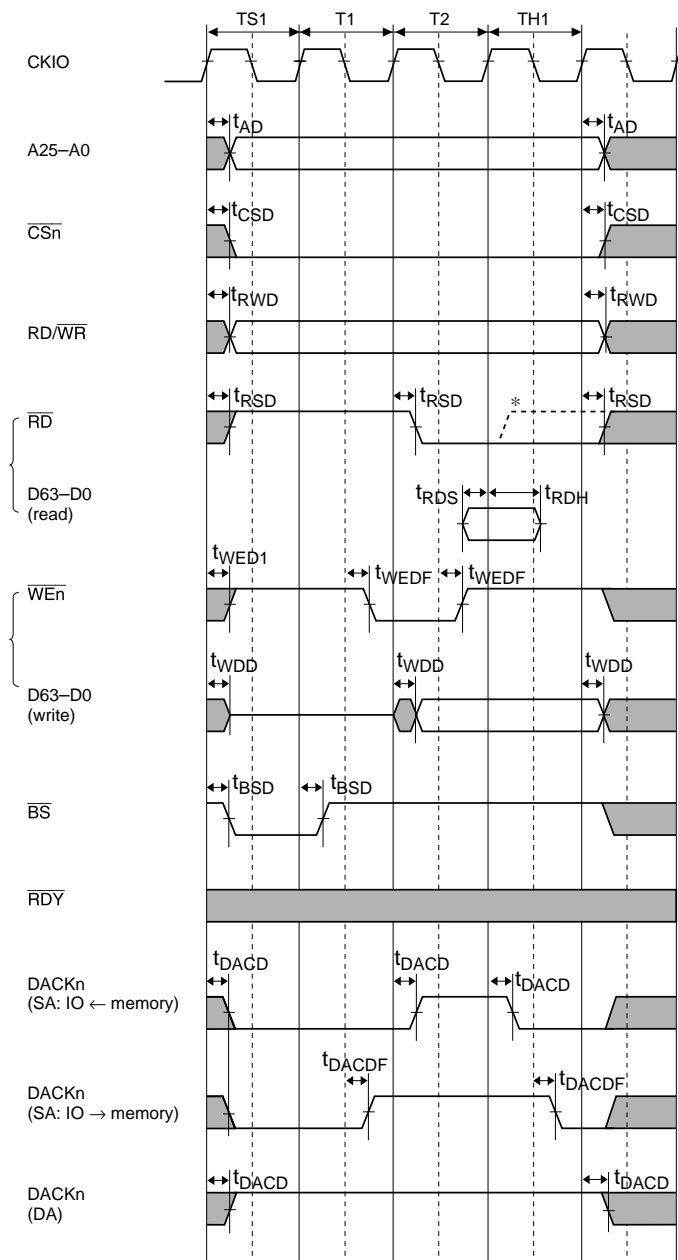 TS1 T1 T2 TH1
CKIO
tAD tAD
A25–A0
tCSD tCSD
CSn
tRWD tRWD
RD/WR
tRSD tRSD * tRSD
RD
D63–D0
(read)
tRDS tRDH
tWED1 tWEDF tWEDF
WEn
tWDD tWDD tWDD
D63–D0
(write)
tBSD tBSD
BS
RDY
tDACD tDACD tDACD
DACKn
(SA: IO ← memory)
tDACDF tDACDF
DACKn
(SA: IO → memory)
tDACD tDACD
DACKn
(DA)